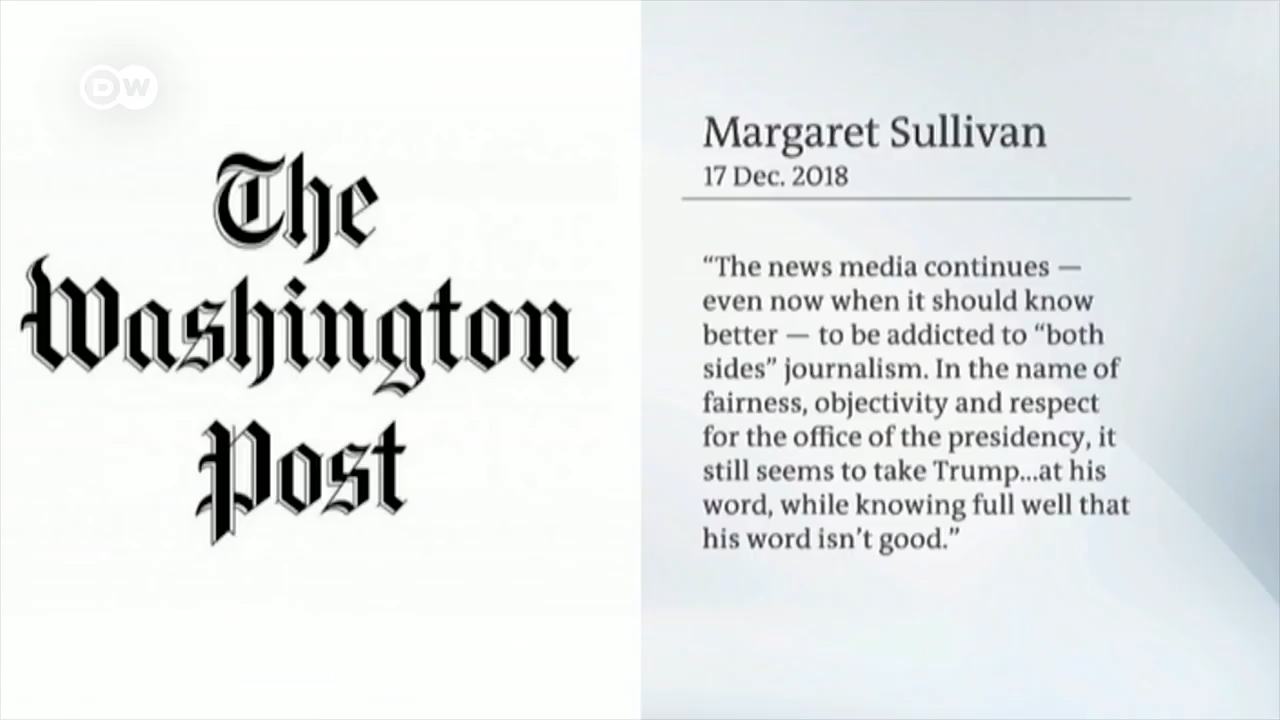 DW
The
Washington
Post
Margaret Sullivan
17 Dec. 2018
“The news media continues —
even now when it should know
better — to be addicted to “both
sides” journalism. In the name of
fairness, objectivity and respect
for the office of the presidency, it
still seems to take Trump...at his
word, while knowing full well that
his word isn’t good.”